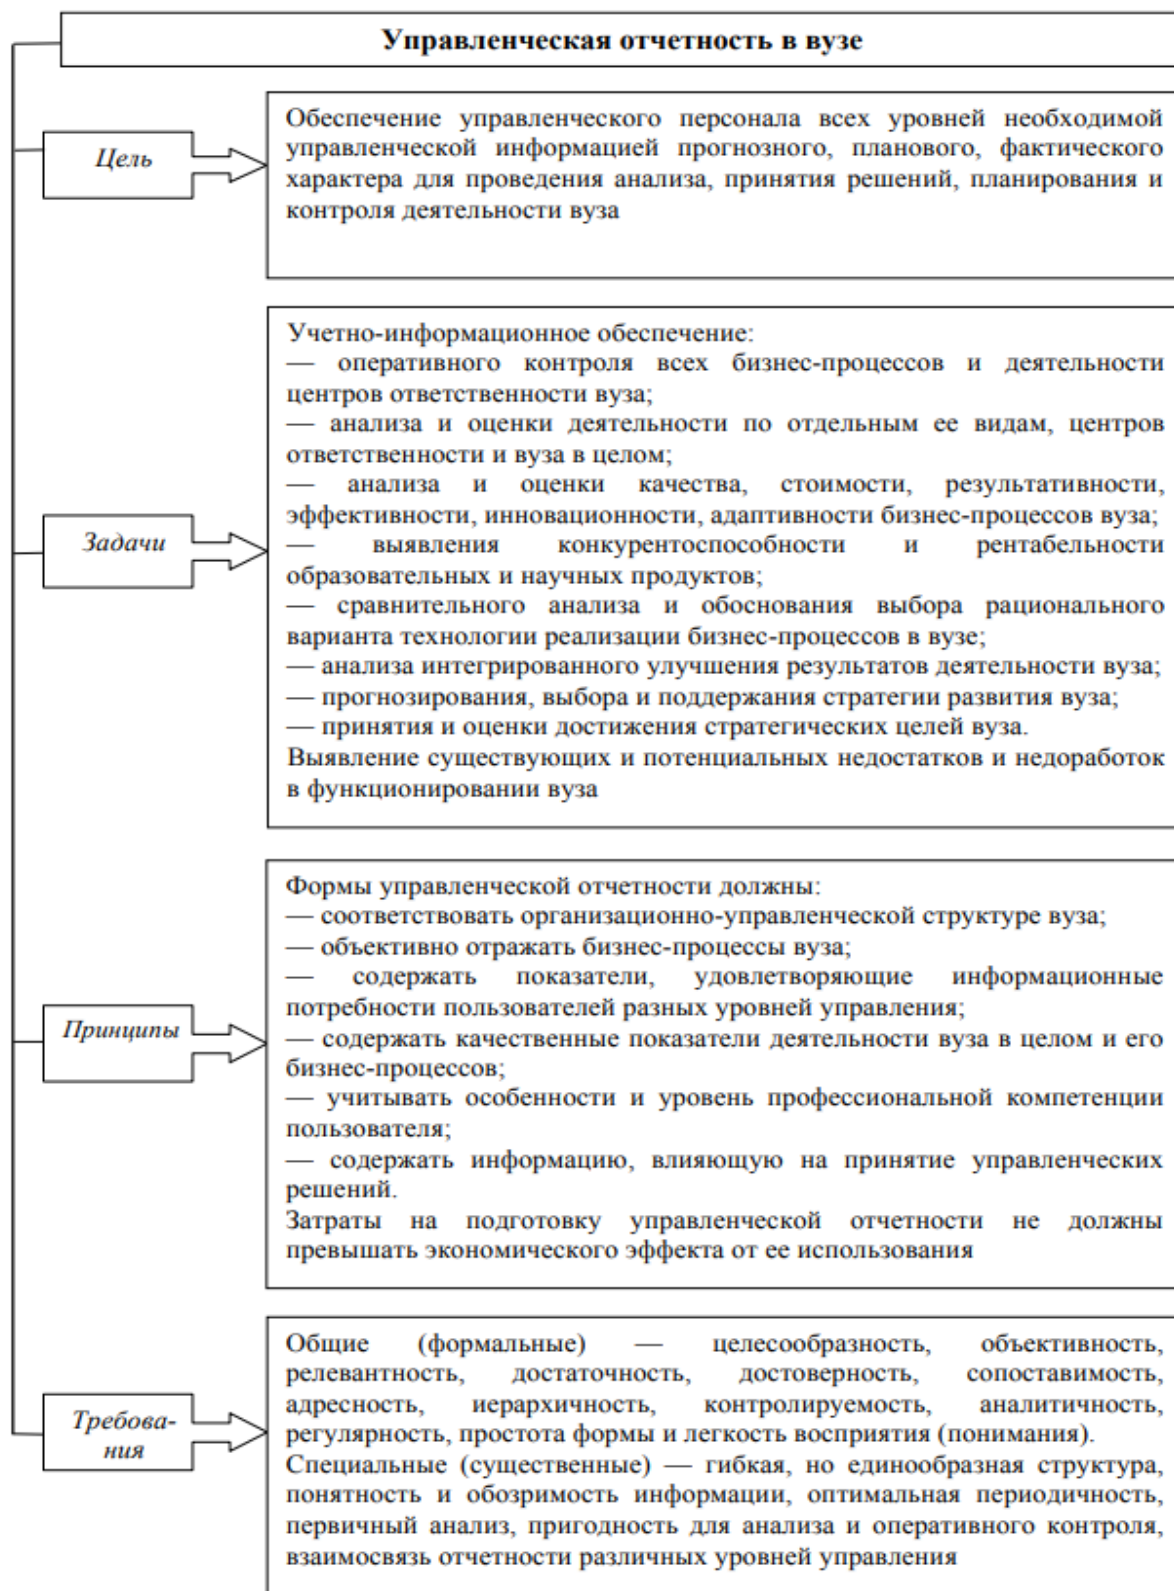 Управленческая отчетность в вузе
Цель
Обеспечение управленческого персонала всех уровней необходимой
управленческой информацией прогнозного, планового, фактического
характера для проведения анализа, принятия решений, планирования и
контроля деятельности вуза
Задачи
Учетно-информационное обеспечение:
— оперативного контроля всех бизнес-процессов и деятельности
центров ответственности вуза;
— анализа и оценки деятельности по отдельным ее видам, центров
ответственности и вуза в целом;
— анализа и оценки качества, стоимости, результативности,
эффективности, инновационности, адаптивности бизнес-процессов вуза;
— выявления конкурентоспособности и рентабельности
образовательных и научных продуктов;
— сравнительного анализа и обоснования выбора рационального
варианта технологии реализации бизнес-процессов в вузе;
— анализа интегрированного улучшения результатов деятельности вуза;
— прогнозирования, выбора и поддержания стратегии развития вуза;
— принятия и оценки достижения стратегических целей вуза.
Выявление существующих и потенциальных недостатков и недоработок
в функционировании вуза
Принципы
Формы управленческой отчетности должны:
— соответствовать организационно-управленческой структуре вуза;
— объективно отражать бизнес-процессы вуза;
— содержать показатели, удовлетворяющие информационные
потребности пользователей разных уровней управления;
— содержать качественные показатели деятельности вуза в целом и его
бизнес-процессов;
— учитывать особенности и уровень профессиональной компетенции
пользователя;
— содержать информацию, влияющую на принятие управленческих
решений.
Затраты на подготовку управленческой отчетности не должны
превышать экономического эффекта от ее использования
Требова-
ния
Общие (формальные) — целесообразность, объективность,
релевантность, достаточность, достоверность, сопоставимость,
адресность, иерархичность, контролируемость, аналитичность,
регулярность, простота формы и легкость восприятия (понимания).
Специальные (существенные) — гибкая, но единообразная структура,
понятность и обозримость информации, оптимальная периодичность,
первичный анализ, пригодность для анализа и оперативного контроля,
взаимосвязь отчетности различных уровней управления